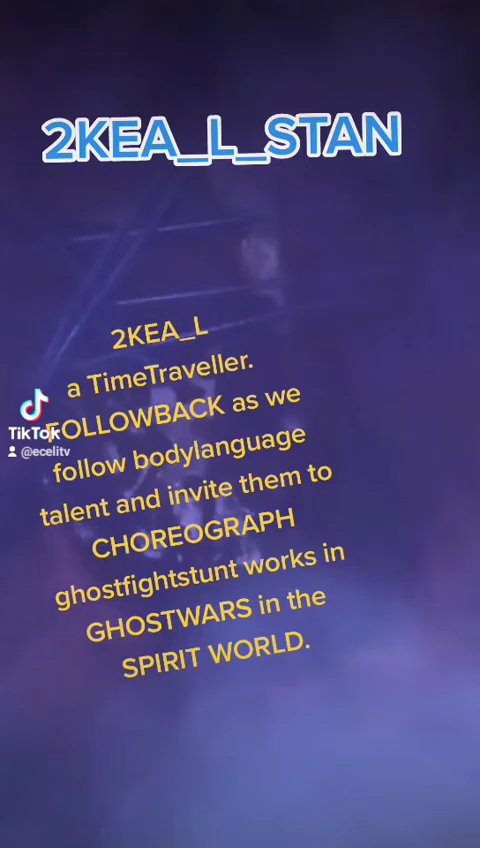 2KEA_L_STAN
2KEA_L
a TimeTraveller.
FOLLOWBACK as we
follow bodylanguage
talent and invite them to
CHOREOGRAPH
ghostfightstunt works in
GHOSTWARS in the
SPIRIT WORLD.
TikTok
@ecelitv